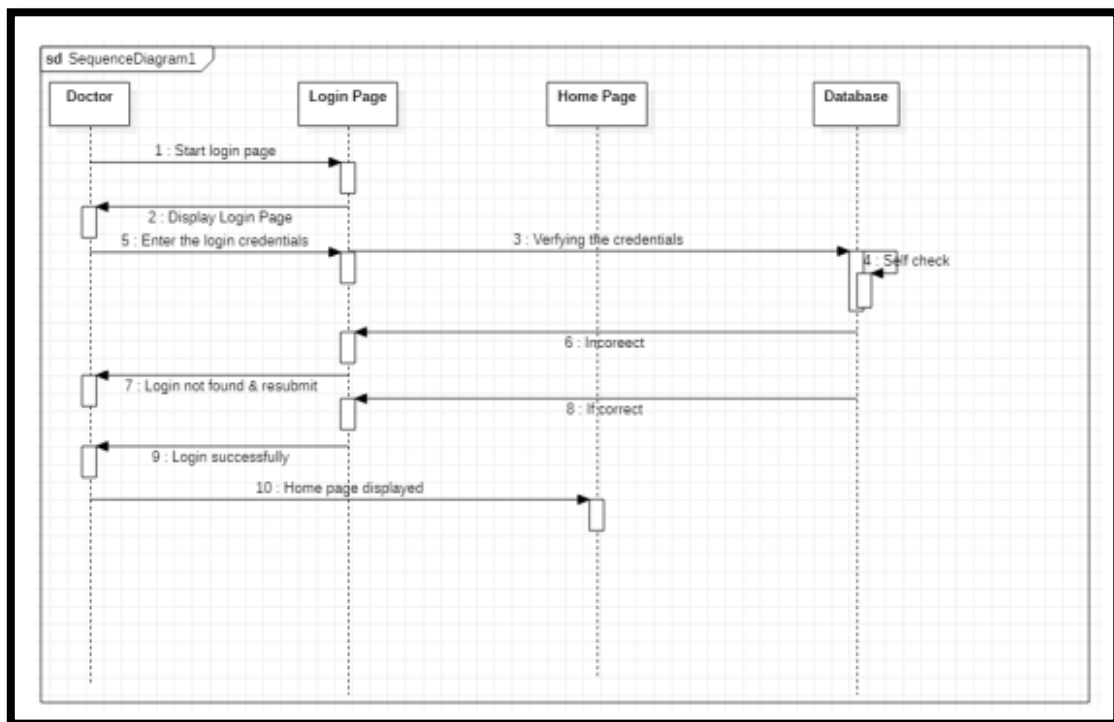 sd SequenceDiagram1
Doctor
Login Page
Home Page
Database
1 : Start login page
2 : Display Login Page
5 : Enter the login credentials
3 : Verfying the credentials
4 : Self check
6 : Incoreect
7 : Login not found & resubmit
8 : If correct
9 : Login successfully
10 : Home page displayed